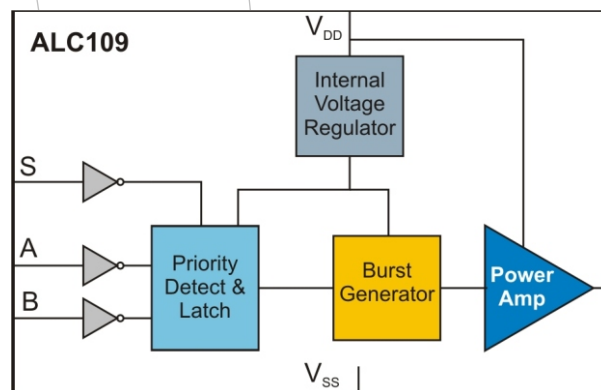 ALC109
VDD
Internal
Voltage
Regulator
S
A
B
Priority
Detect &
Latch
Burst
Generator
Power
Amp
VSS